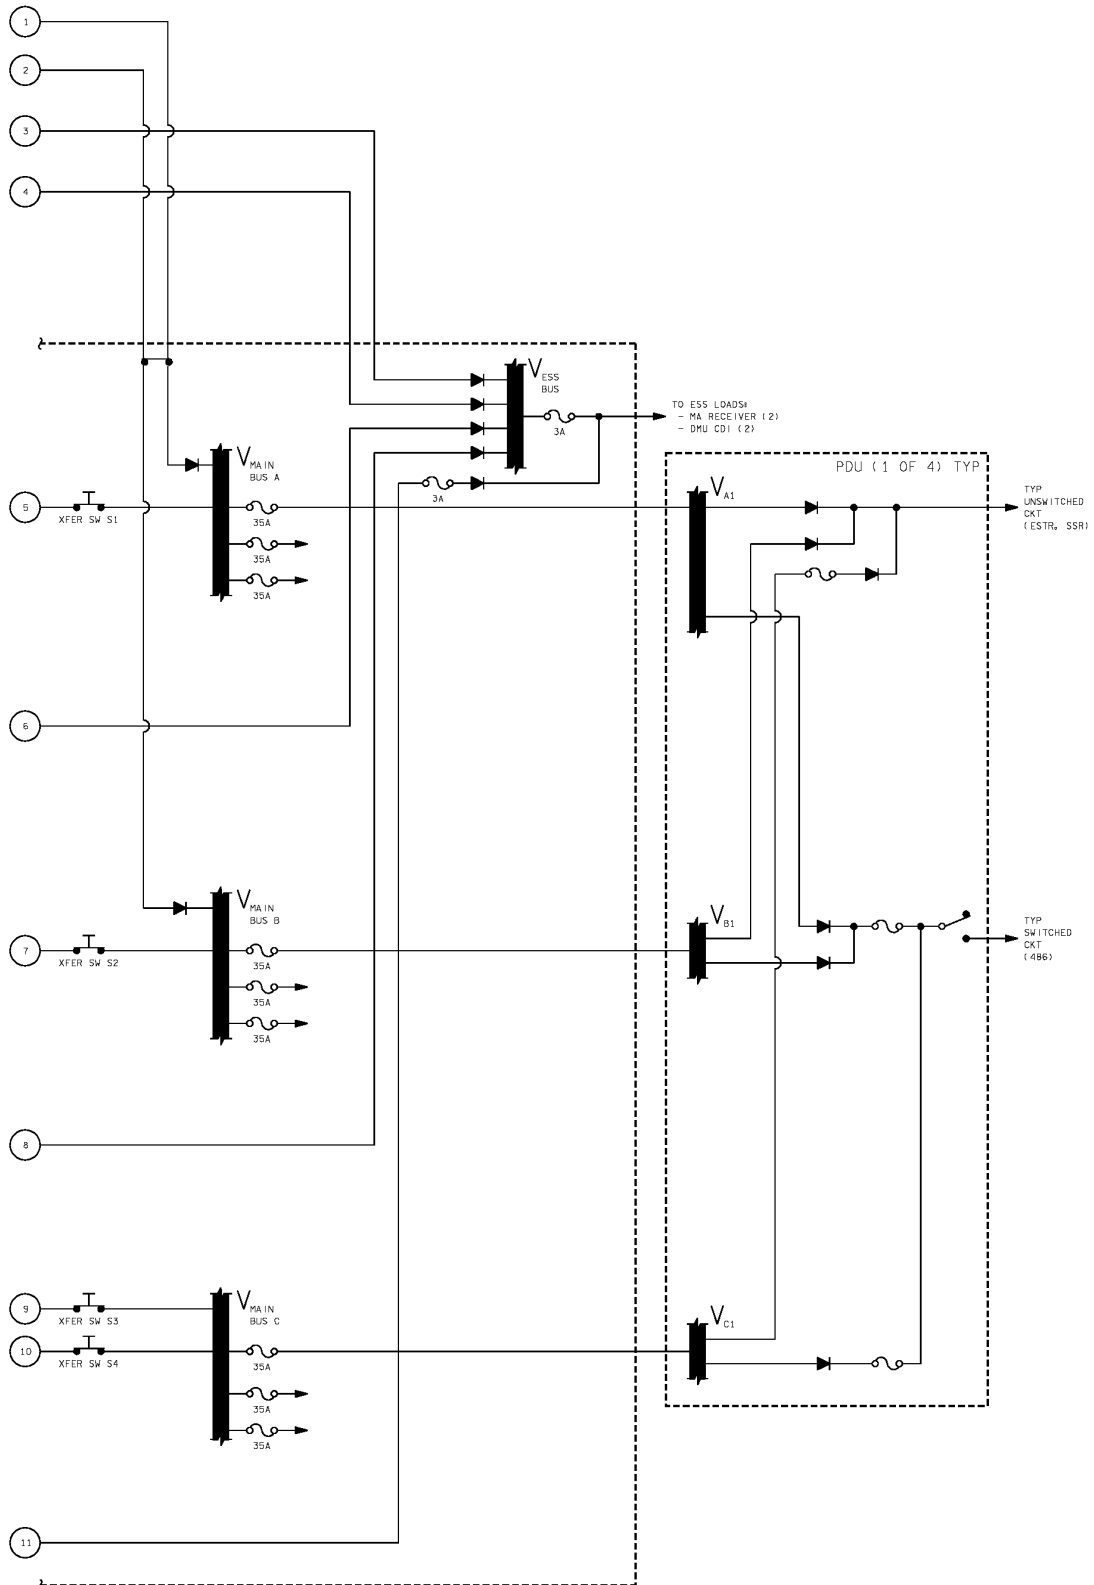 1
2
3
4
V ESS
BUS
3A
TO ESS LOADS:
- MA RECEIVER (2)
- DMU CDI (2)
V MAIN
BUS A
PDU (1 OF 4) TYP
3A
5
XFER SW S1
35A
V A1
TYP
UNSWITCHED
CKT
(ESTR, SSR)
35A
35A
6
V MAIN
BUS B
7
XFER SW S2
35A
V B1
TYP
SWITCHED
CKT
(486)
35A
35A
8
9
XFER SW S3
V MAIN
BUS C
V C1
10
XFER SW S4
35A
35A
35A
11